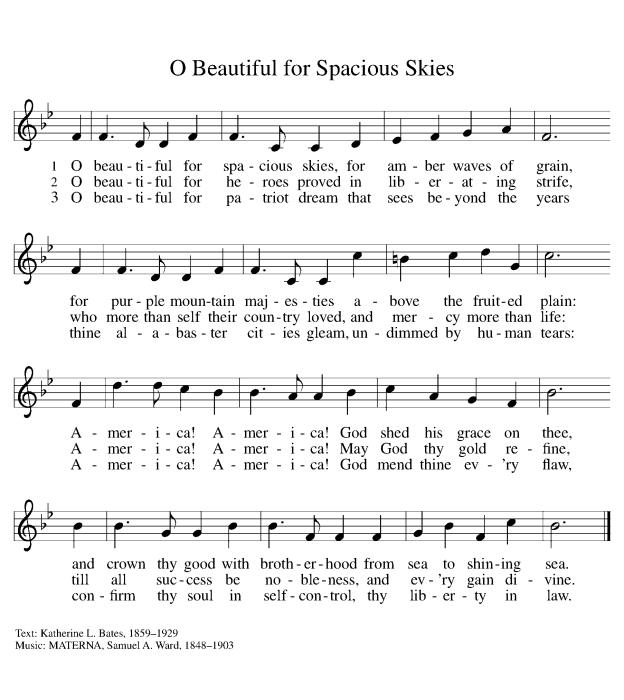 O Beautiful for Spacious Skies
1 O beau - ti - ful for spa - cious skies, for am - ber waves of grain,
2 O beau - ti - ful for he - roes proved in lib - er - at - ing strife,
3 O beau - ti - ful for pa - triot dream that sees be - yond the years
for pur - ple moun - tain maj - es - ties a - bove the fruit - ed plain:
who more than self their coun - try loved, and mer - cy more than life:
thine al - a - bas - ter cit - ies gleam, un - dimmed by hu - man tears:
A - mer - i - ca! A - mer - i - ca! God shed his grace on thee,
A - mer - i - ca! A - mer - i - ca! May God thy gold re - fine,
A - mer - i - ca! A - mer - i - ca! God mend thine ev - 'ry flaw,
and crown thy good with broth - er - hood from sea to shin - ing sea.
till all suc - cess be no - ble - ness, and ev - 'ry gain di - vine.
con - firm thy soul in self - con - trol, thy lib - er - ty in law.
Text: Katherine L. Bates, 1859–1929
Music: MATERNA, Samuel A. Ward, 1848–1903